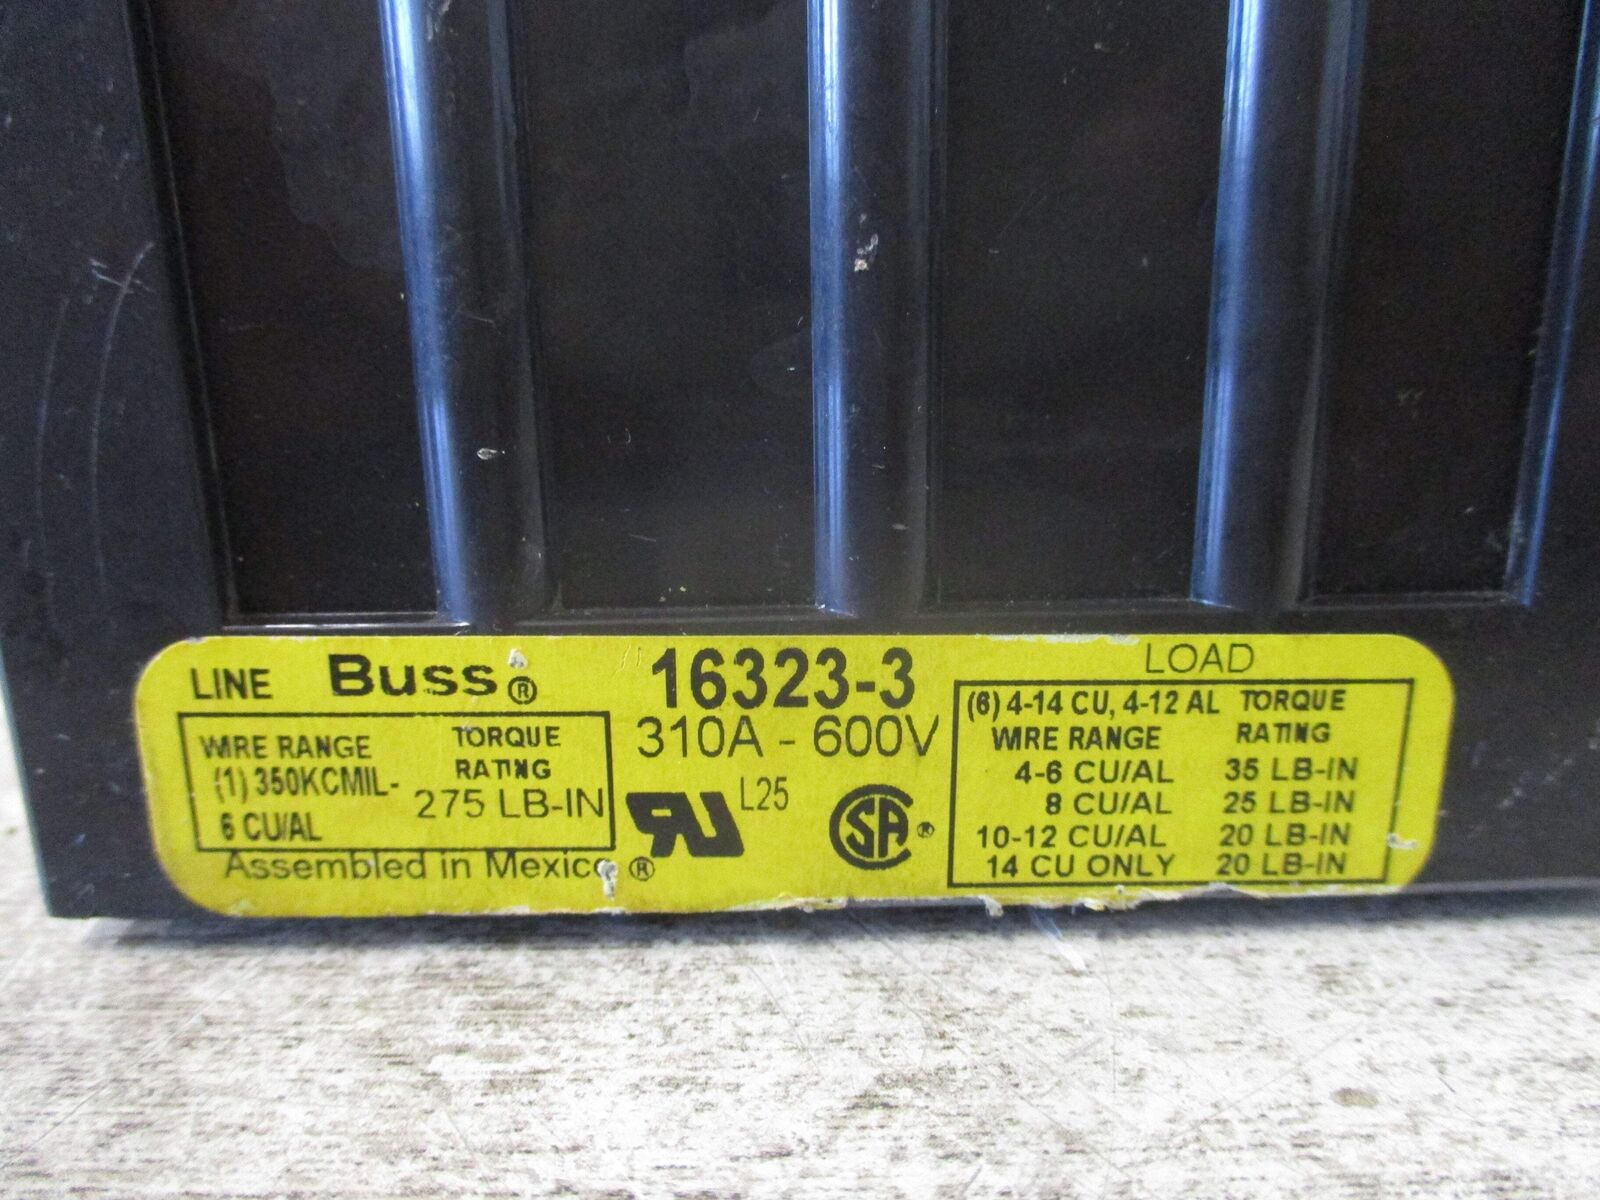 LINE Buss® 16323-3
310A - 600V
WIRE RANGE TORQUE
(1) 350KCMIL- RATING
6 CU/AL 275 LB-IN
L25
RU ®
CSA ®
Assembled in Mexico
LOAD
(6) 4-14 CU, 4-12 AL TORQUE
WIRE RANGE RATING
4-6 CU/AL 35 LB-IN
8 CU/AL 25 LB-IN
10-12 CU/AL 20 LB-IN
14 CU ONLY 20 LB-IN